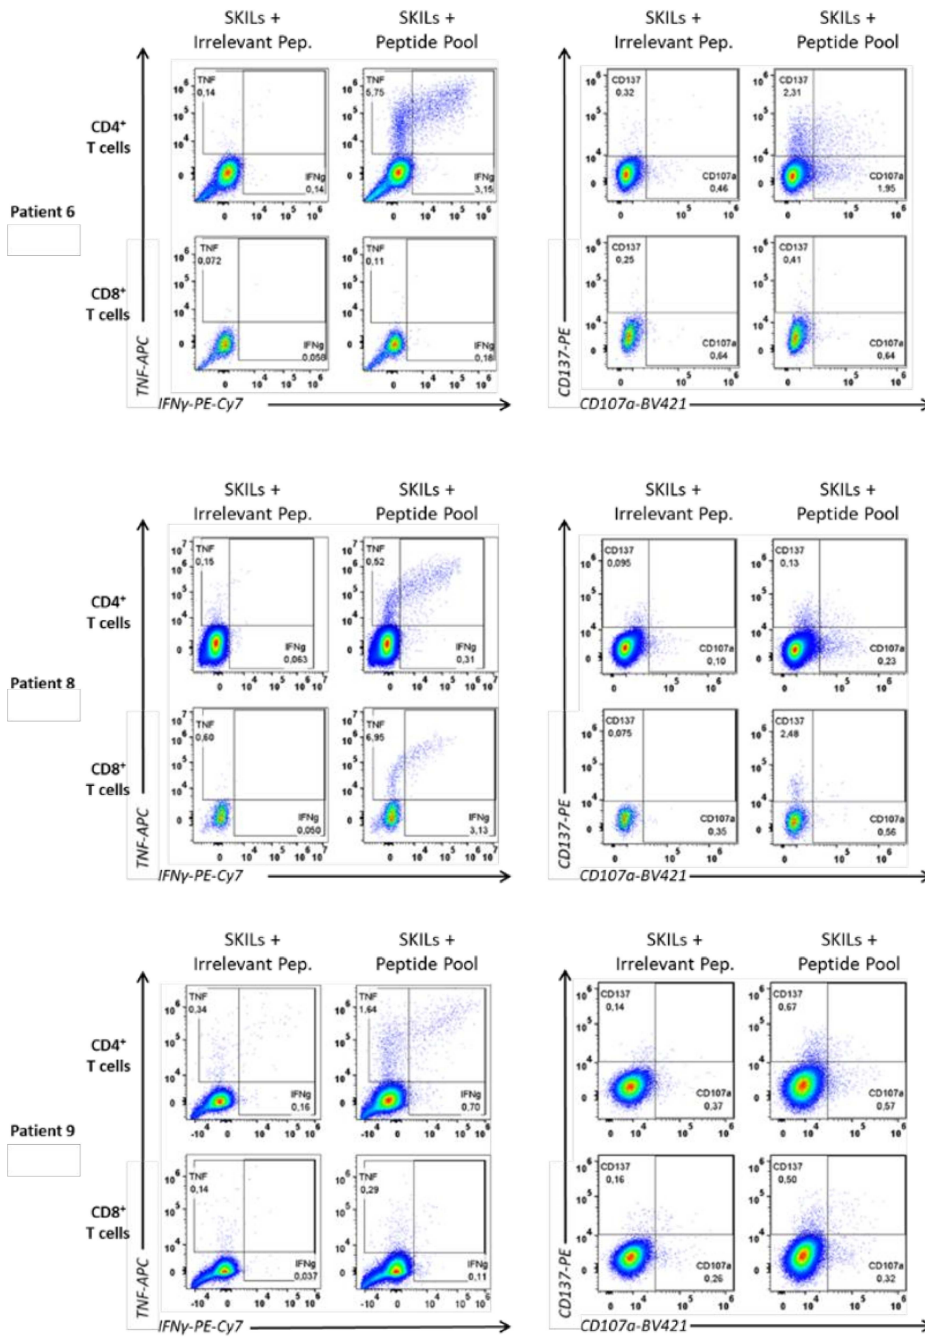 SKILs +
Irrelevant Pep.
SKILs +
Peptide Pool
SKILs +
Irrelevant Pep.
SKILs +
Peptide Pool
Patient 6
CD4⁺
T cells
TNF
0,14
IFNg
0,14
TNF
5,75
IFNg
3,15
CD137
0,32
CD107a
0,46
CD137
2,31
CD107a
1,95
CD8⁺
T cells
TNF
0,072
IFNg
0,058
TNF
0,11
IFNg
0,18
CD137
0,25
CD107a
0,64
CD137
0,41
CD107a
0,64
TNF-APC
IFNγ-PE-Cy7
CD137-PE
CD107a-BV421
SKILs +
Irrelevant Pep.
SKILs +
Peptide Pool
SKILs +
Irrelevant Pep.
SKILs +
Peptide Pool
Patient 8
CD4⁺
T cells
TNF
0,15
IFNg
0,063
TNF
0,52
IFNg
0,31
CD137
0,095
CD107a
0,10
CD137
0,13
CD107a
0,23
CD8⁺
T cells
TNF
0,60
IFNg
0,050
TNF
6,95
IFNg
3,13
CD137
0,075
CD107a
0,35
CD137
2,48
CD107a
0,56
TNF-APC
IFNγ-PE-Cy7
CD137-PE
CD107a-BV421
SKILs +
Irrelevant Pep.
SKILs +
Peptide Pool
SKILs +
Irrelevant Pep.
SKILs +
Peptide Pool
Patient 9
CD4⁺
T cells
TNF
0,34
IFNg
0,16
TNF
1,64
IFNg
0,70
CD137
0,14
CD107a
0,37
CD137
0,67
CD107a
0,57
CD8⁺
T cells
TNF
0,14
IFNg
0,037
TNF
0,29
IFNg
0,11
CD137
0,16
CD107a
0,26
CD137
0,50
CD107a
0,32
TNF-APC
IFNγ-PE-Cy7
CD137-PE
CD107a-BV421